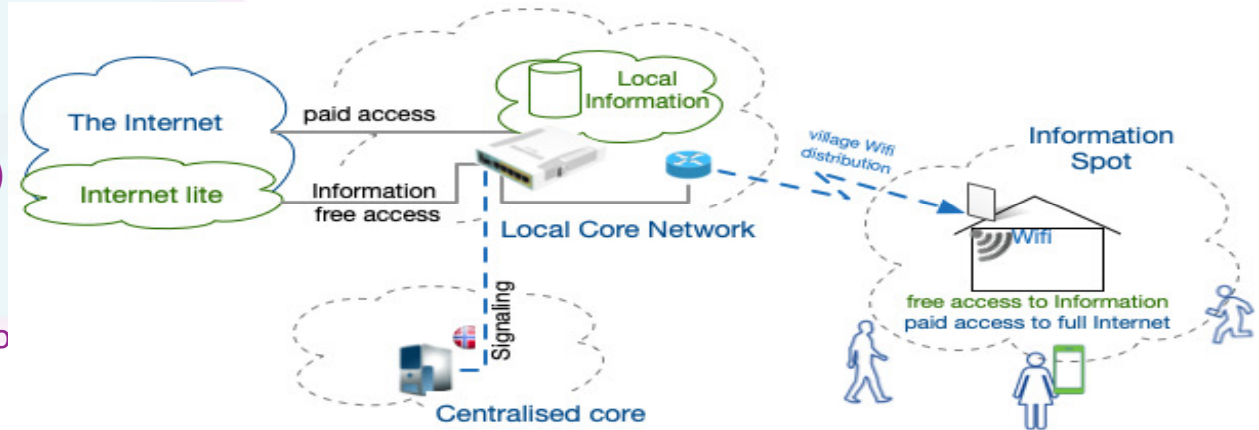 The Internet
Internet lite
paid access
Information
free access
Local
Information
Local Core Network
Signaling
Centralised core
village Wifi
distribution
Information
Spot
Wifi
free access to Information
paid access to full Internet